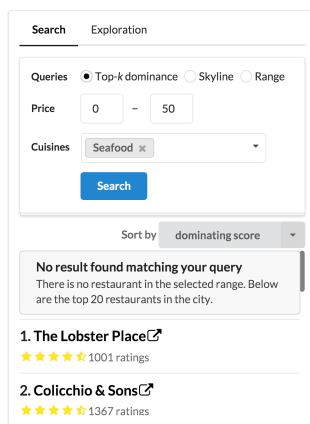 Search Exploration
Queries Top-k dominance Skyline Range
Price 0 – 50
Cuisines Seafood ×
Search
Sort by dominating score
No result found matching your query
There is no restaurant in the selected range. Below
are the top 20 restaurants in the city.
1. The Lobster Place
1001 ratings
2. Colicchio & Sons
1367 ratings